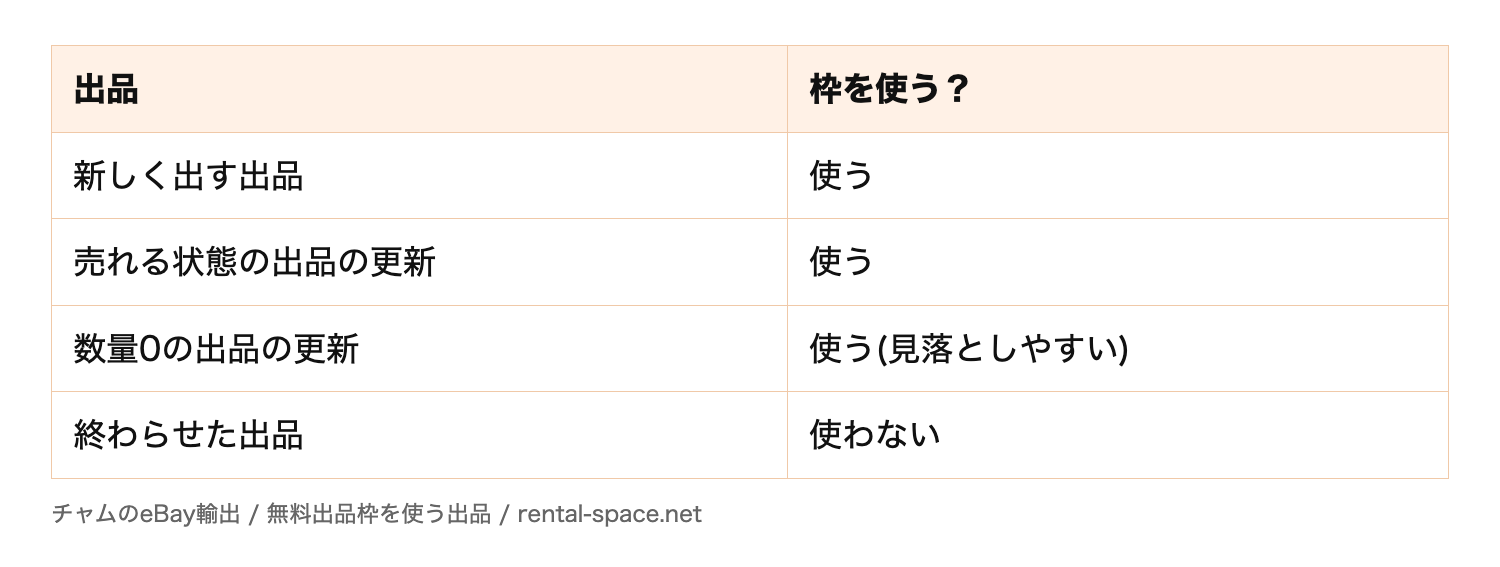 出品
枠を使う？
新しく出す出品
使う
売れる状態の出品の更新
使う
数量0の出品の更新
使う(見落としやすい)
終わらせた出品
使わない
チャムのeBay輸出 / 無料出品枠を使う出品 / rental-space.net